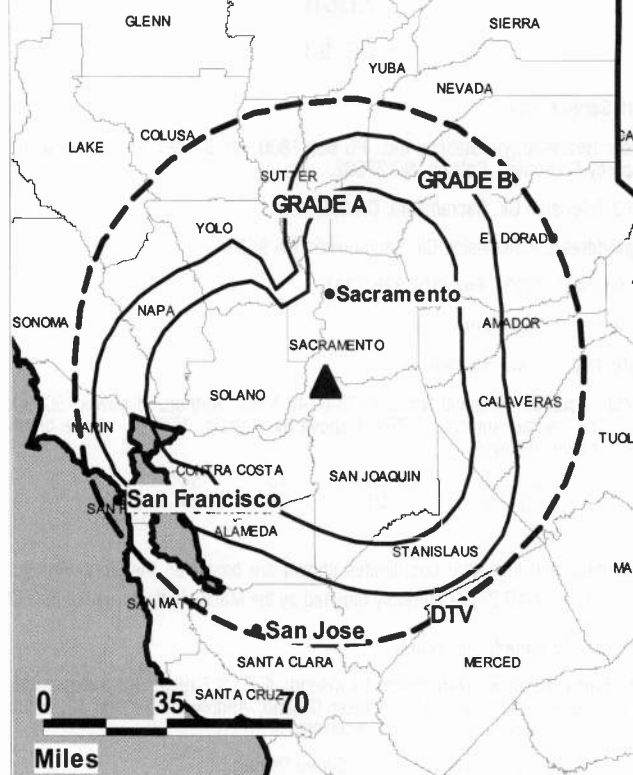 GLENN
SIERRA
YUBA
NEVADA
COLUSA
LAKE
SUTTER
GRADE B
GRADE A
YOLO
EL DORADO
Sacramento
NAPA
SONOMA
SACRAMENTO
AMADOR
SOLANO
CALAVERAS
MARIN
TUOL
CONTRA COSTA
SAN JOAQUIN
San Francisco
SAN F
ALAMEDA
STANISLAUS
MA
SAN MATEO
DTV
San Jose
SANTA CLARA
MERCED
SANTA CRUZ
0 35 70
Miles